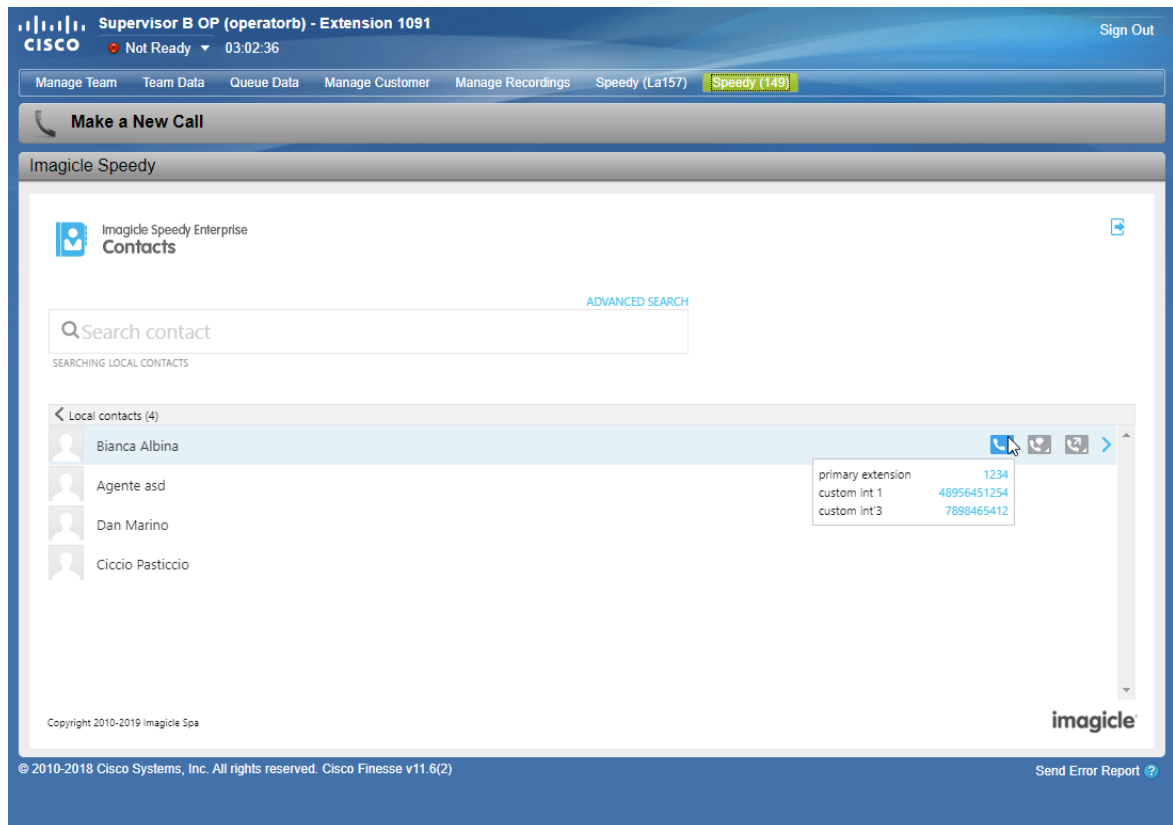 Supervisor B OP (operatorb) - Extension 1091
Sign Out
CISCO
Not Ready 03:02:36
Manage Team Team Data Queue Data Manage Customer Manage Recordings Speedy (La157) Speedy (149)
Make a New Call
Imagicle Speedy
Imagicle Speedy Enterprise
Contacts
ADVANCED SEARCH
Search contact
SEARCHING LOCAL CONTACTS
Local contacts (4)
Bianca Albina
primary extension 1234
Agente asd
custom int 1 48956451254
custom int'3 7898465412
Dan Marino
Ciccio Pasticcio
Copyright 2010-2019 Imagicle Spa
imagicle
© 2010-2018 Cisco Systems, Inc. All rights reserved. Cisco Finesse v11.6(2)
Send Error Report ?